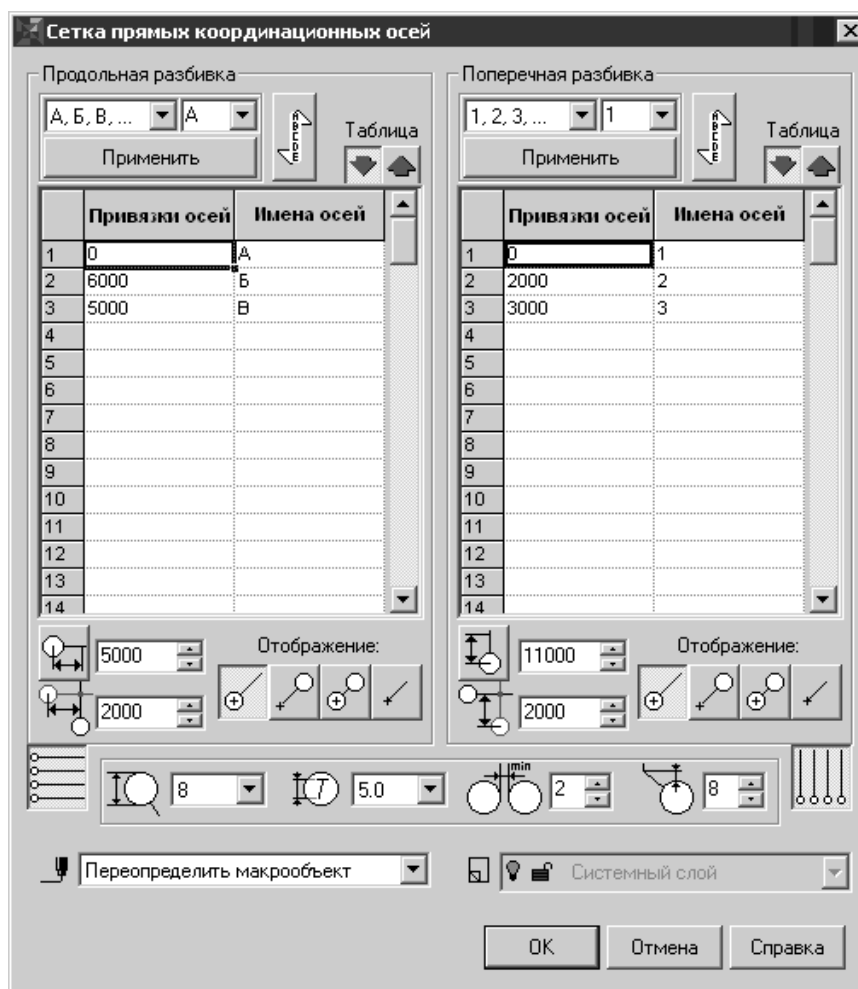 Сетка прямых координационных осей
Продольная разбивка
А, Б, В, ... А
A B C D E
Таблица
Применить
Привязки осей Имена осей
1 0 А
2 6000 Б
3 5000 В
4
5
6
7
8
9
10
11
12
13
14
5000
Отображение:
2000
Поперечная разбивка
1, 2, 3, ... 1
A B C D E
Таблица
Применить
Привязки осей Имена осей
1 0 1
2 2000 2
3 3000 3
4
5
6
7
8
9
10
11
12
13
14
11000
Отображение:
2000
8
T
5.0
min
2
8
Переопределить макрообъект
Системный слой
OK Отмена Справка